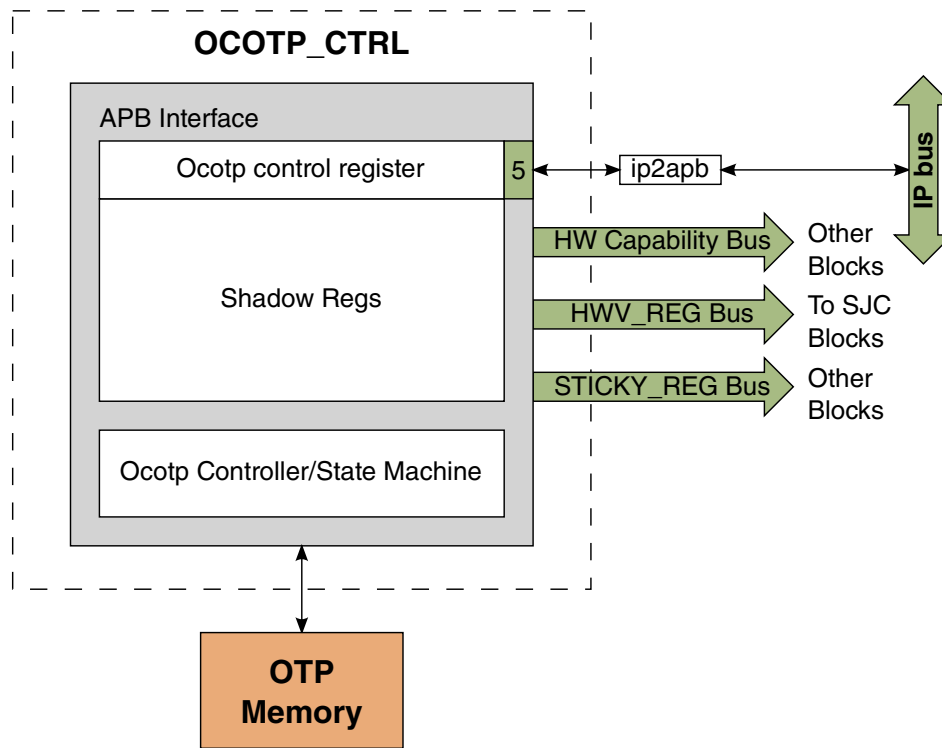 OCOTP_CTRL
APB Interface
Ocotp control register
5
ip2apb
IP bus
Shadow Regs
HW Capability Bus
Other
Blocks
HWV_REG Bus
To SJC
Blocks
STICKY_REG Bus
Other
Blocks
Ocotp Controller/State Machine
OTP
Memory